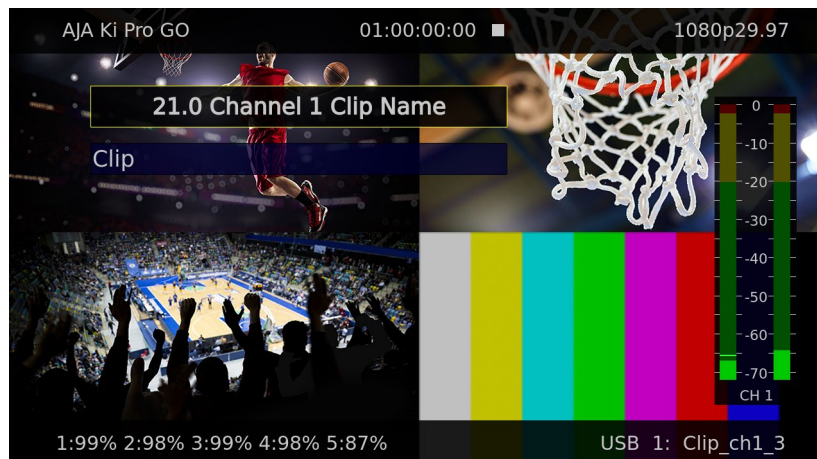 AJA Ki Pro GO 01:00:00:00 1080p29.97
21.0 Channel 1 Clip Name
Clip
0
-10
-20
-30
-40
-50
-60
-70
CH 1
1:99% 2:98% 3:99% 4:98% 5:87% USB 1: Clip_ch1_3